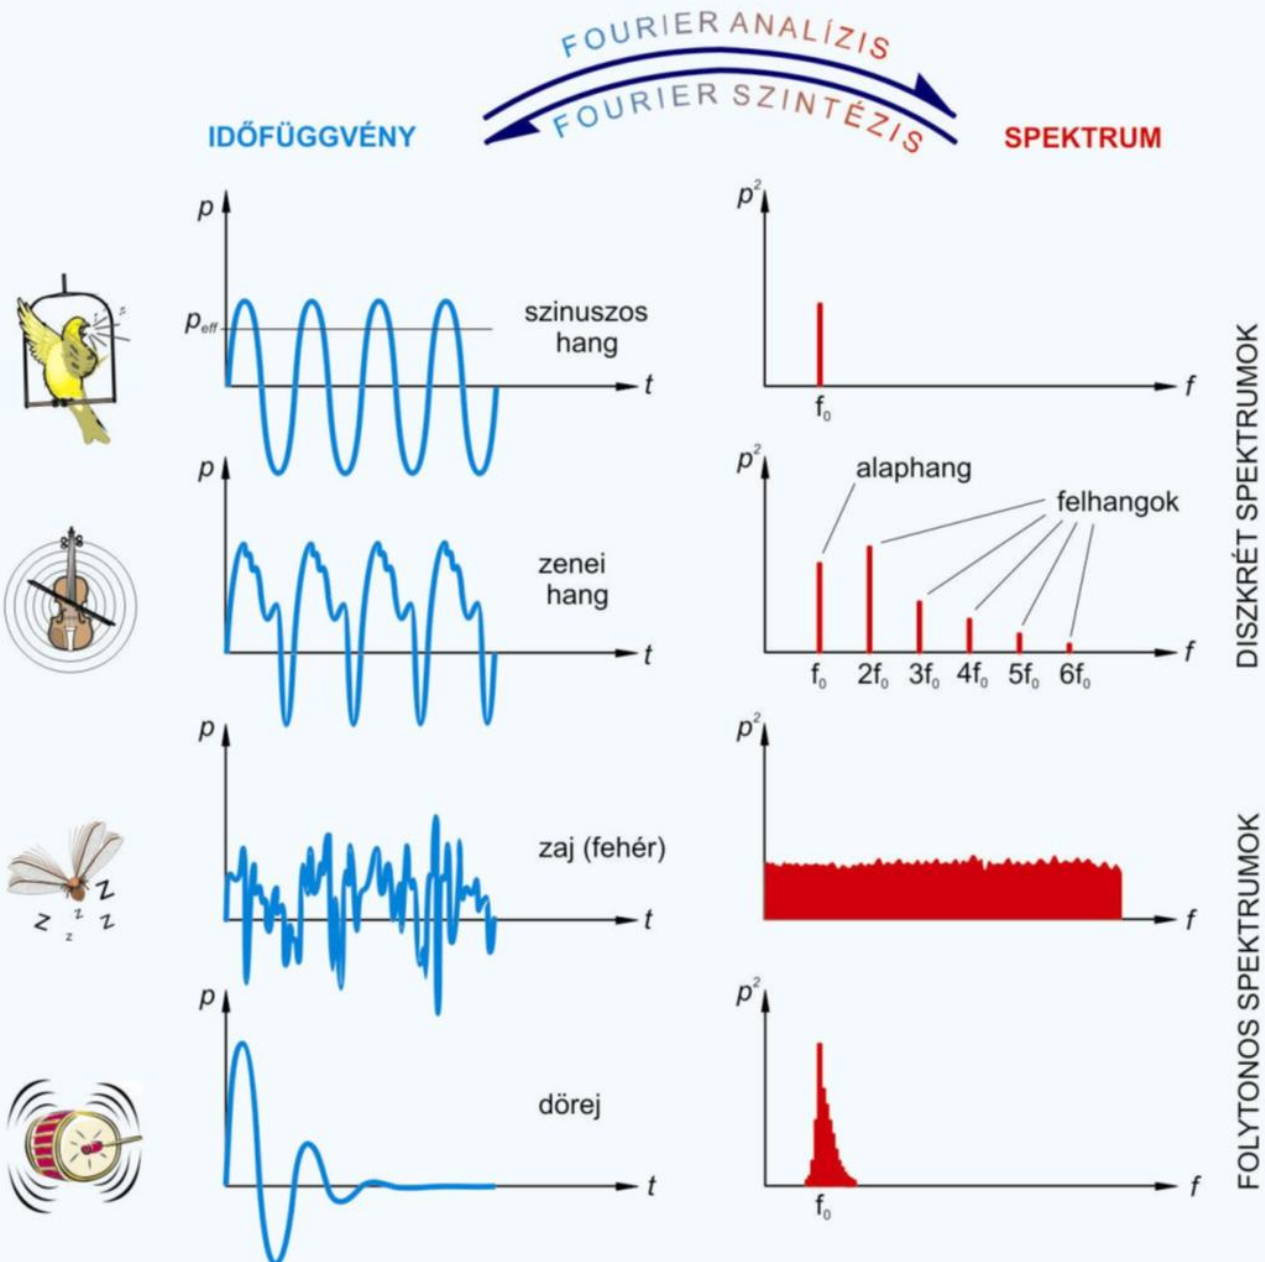 FOURIER ANALÍZIS
FOURIER SZINTÉZIS
IDŐFÜGGVÉNY
SPEKTRUM
p
p_eff
szinuszos
hang
t
p²
f₀
f
p
zenei
hang
t
p²
alaphang
felhangok
f₀ 2f₀ 3f₀ 4f₀ 5f₀ 6f₀
f
DISZKRÉT SPEKTRUMOK
p
zaj (fehér)
t
z z z z z
p²
f
p
dörej
t
p²
f₀
f
FOLYTONOS SPEKTRUMOK